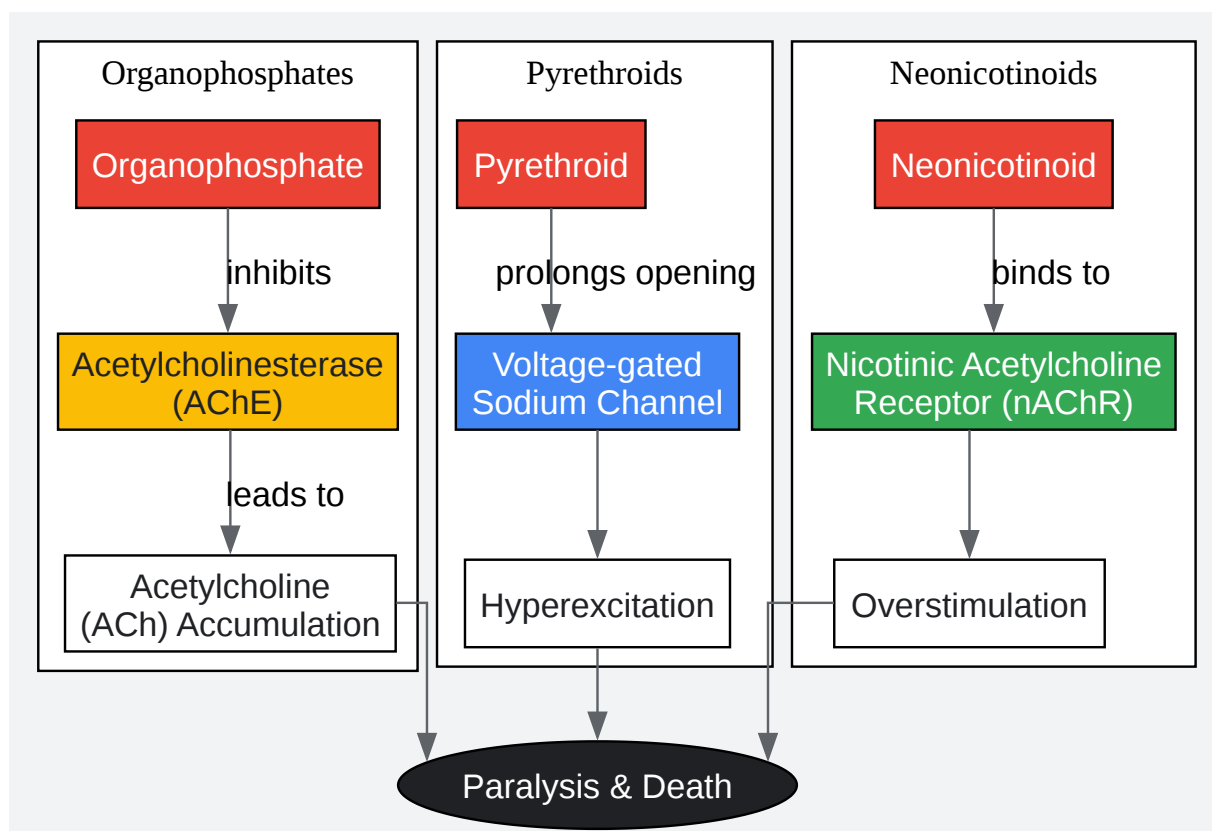 Organophosphates
Organophosphate
inhibits
Acetylcholinesterase
(AChE)
leads to
Acetylcholine
(ACh) Accumulation
Pyrethroids
Pyrethroid
prolongs opening
Voltage-gated
Sodium Channel
Hyperexcitation
Neonicotinoids
Neonicotinoid
binds to
Nicotinic Acetylcholine
Receptor (nAChR)
Overstimulation
Paralysis & Death